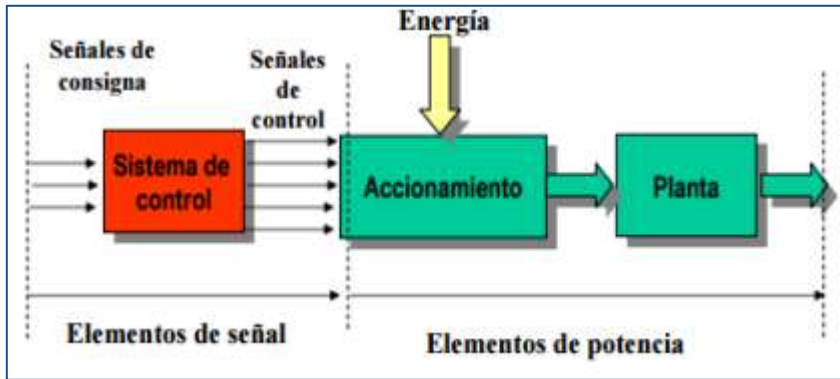 Energía
Señales de
consigna
Señales
de
control
Sistema de
control
Accionamiento
Planta
Elementos de señal
Elementos de potencia